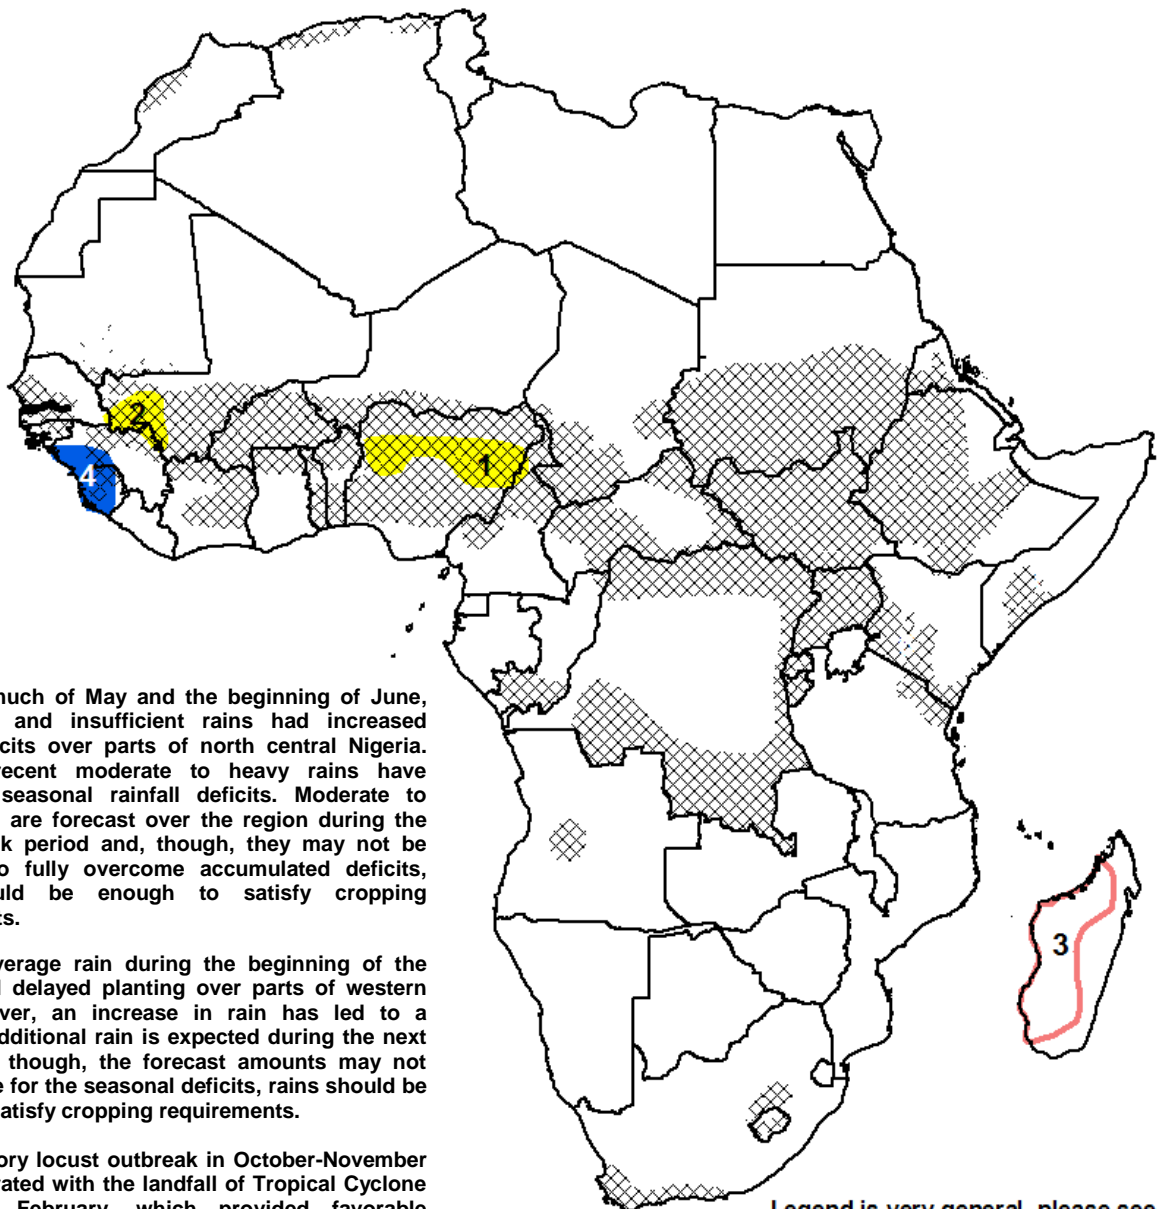 2
1
4
3
much of May and the beginning of June,
and insufficient rains had increased
cits over parts of north central Nigeria.
recent moderate to heavy rains have
seasonal rainfall deficits. Moderate to
are forecast over the region during the
k period and, though, they may not be
o fully overcome accumulated deficits,
uld be enough to satisfy cropping
ts.
verage rain during the beginning of the
d delayed planting over parts of western
ver, an increase in rain has led to a
dditional rain is expected during the next
though, the forecast amounts may not
e for the seasonal deficits, rains should be
satisfy cropping requirements.
ory locust outbreak in October-November
rated with the landfall of Tropical Cyclone
February, which provided favorable
Legend is very general, please see